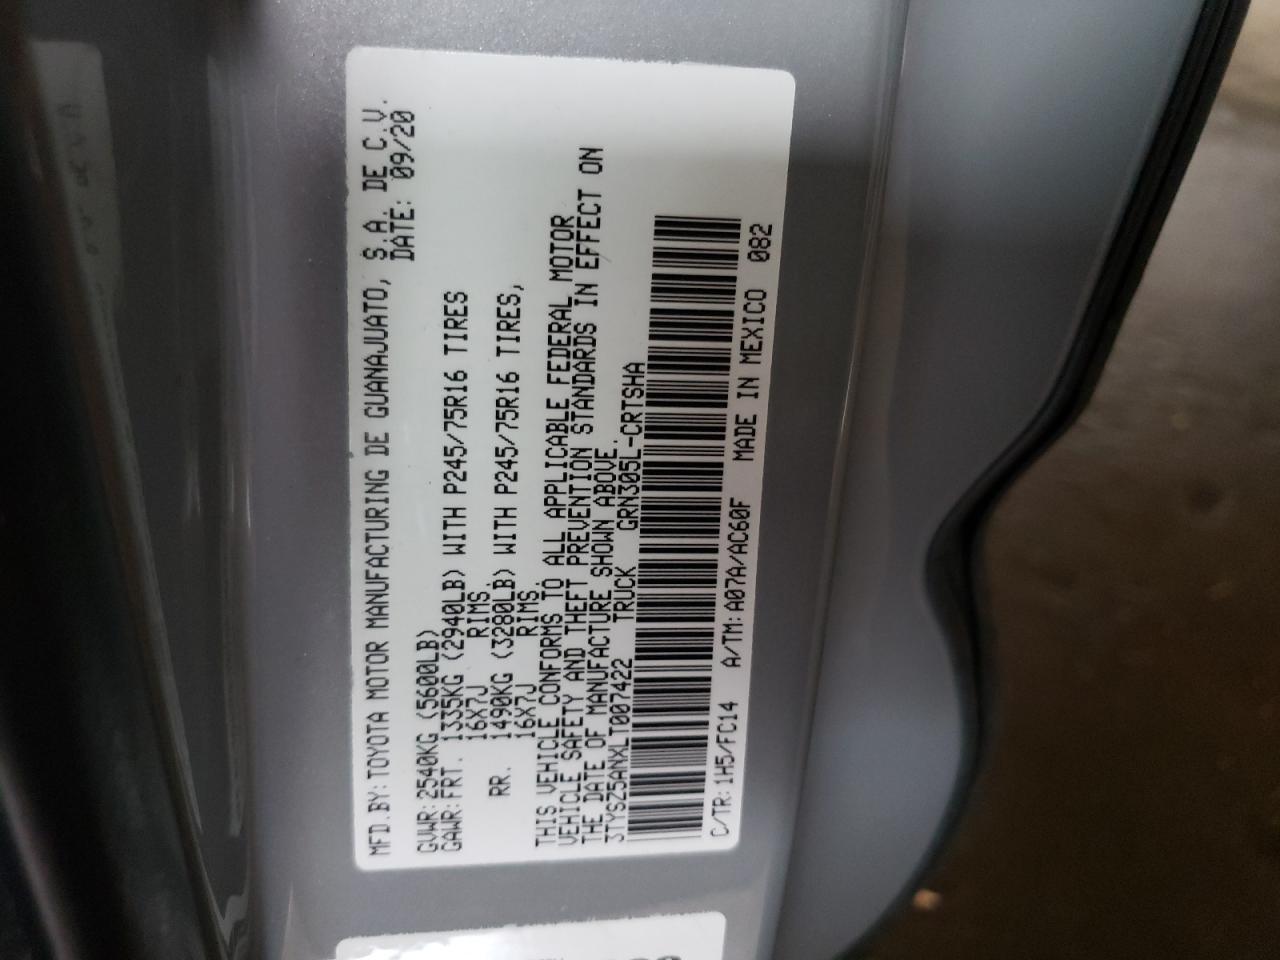 MFD.BY:TOYOTA MOTOR MANUFACTURING DE GUANAJUATO, S.A. DE C.V.
DATE: 09/20
GVWR:2540KG (5600LB)
GAWR:FRT. 1335KG (2940LB) WITH P245/75R16 TIRES
16X7J RIMS.
RR. 1490KG (3280LB) WITH P245/75R16 TIRES,
16X7J RIMS.
THIS VEHICLE CONFORMS TO ALL APPLICABLE FEDERAL MOTOR
VEHICLE SAFETY AND THEFT PREVENTION STANDARDS IN EFFECT ON
THE DATE OF MANUFACTURE SHOWN ABOVE.
3TYSZ5ANXLT007422 TRUCK GRN305L-CRTSHA
C/TR:1H5/FC14 A/TM:A07A/AC60F MADE IN MEXICO 082